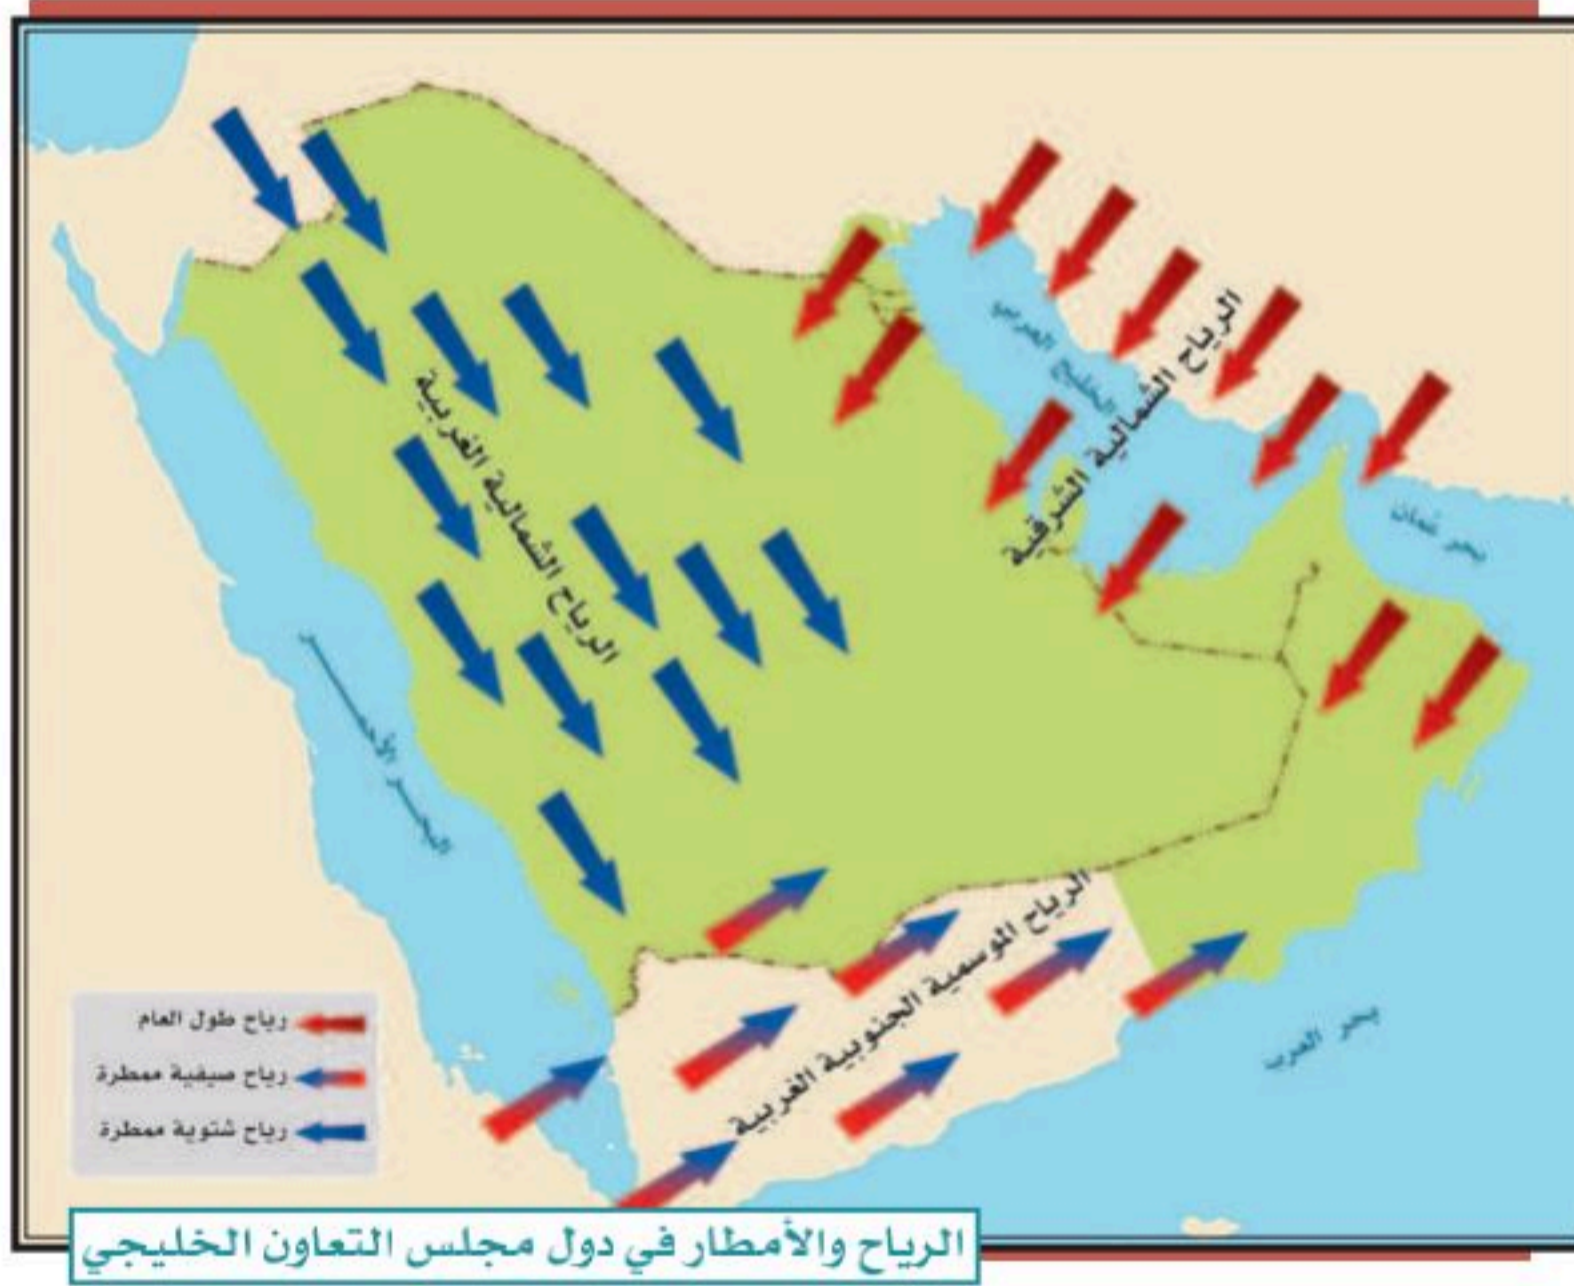 الرياح الشمالية الشرقية
الخليج العربي
بحر عُمان
الرياح الشمالية الغربية
البحر الأحمر
الرياح الموسمية الجنوبية الغربية
بحر العرب
رياح طول العام
رياح صيفية ممطرة
رياح شتوية ممطرة
الرياح والأمطار في دول مجلس التعاون الخليجي